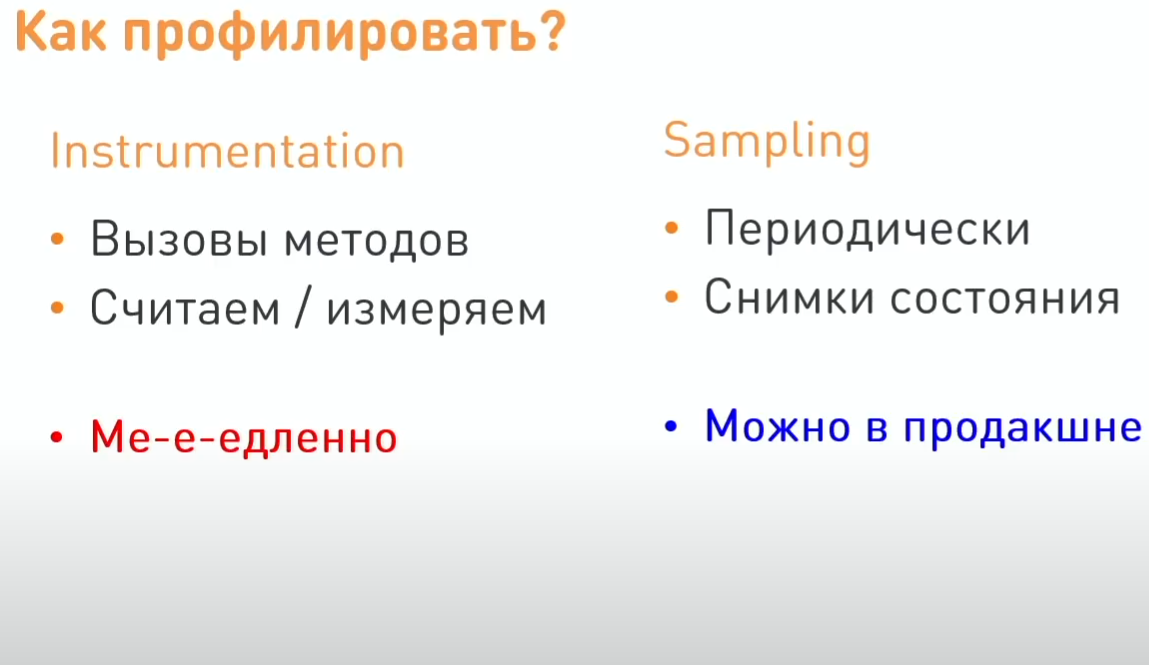 Как профилировать?
Instrumentation
• Вызовы методов
• Считаем / измеряем
• Ме-е-едленно
Sampling
• Периодически
• Снимки состояния
• Можно в продакшне